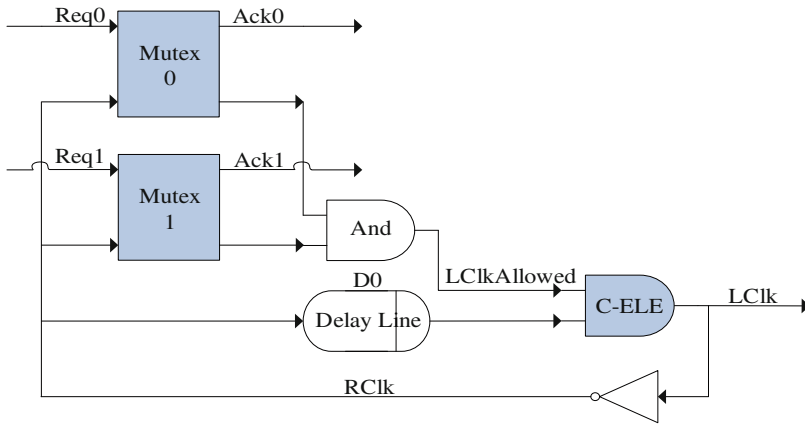 Req0
Ack0
Mutex
0
Req1
Ack1
Mutex
1
And
LClkAllowed
D0
Delay Line
C-ELE
LClk
RClk